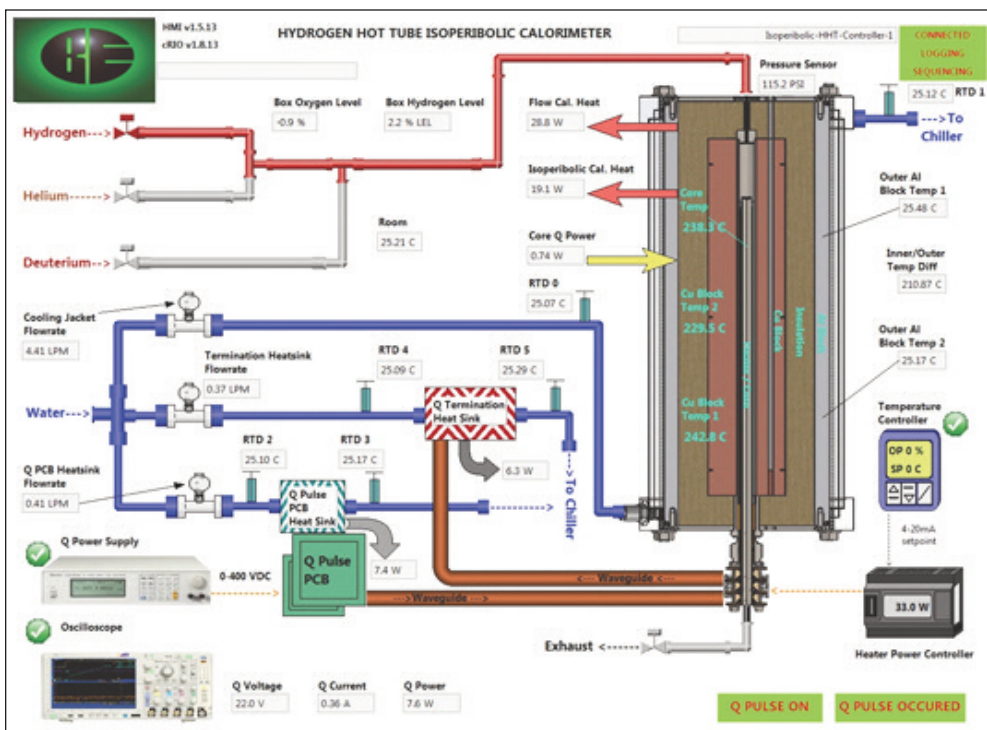 HMI v1.5.13
cRIO v1.8.13
HYDROGEN HOT TUBE ISOPERIBOLIC CALORIMETER
Isoperibolic-HHT-Controller-1
CONNECTED
LOGGING
SEQUENCING
Pressure Sensor
115.2 PSI
25.12 C RTD 1
--->To
Chiller
Box Oxygen Level
-0.9 %
Box Hydrogen Level
2.2 % LEL
Flow Cal. Heat
28.8 W
Hydrogen--->
Isoperibolic Cal. Heat
19.1 W
Helium--->
Room
25.21 C
Core Q Power
0.74 W
Deuterium-->
Core
Temp
238.3 C
Outer Al
Block Temp 1
25.48 C
Inner/Outer
Temp Diff
210.87 C
RTD 0
25.07 C
Cu Block
Temp 2
229.5 C
Cu Block
Insulation
Al Block
Cooling Jacket
Flowrate
4.41 LPM
Termination Heatsink
Flowrate
0.37 LPM
RTD 4
25.09 C
RTD 5
25.29 C
Outer Al
Block Temp 2
25.17 C
Water--->
Q Termination
Heat Sink
6.3 W
Cu Block
Temp 1
242.8 C
Temperature
Controller
OP 0 %
SP 0 C
4-20mA
setpoint
Q PCB Heatsink
Flowrate
0.41 LPM
RTD 2
25.10 C
RTD 3
25.17 C
Q Pulse
PCB
Heat Sink
--->To Chiller
Q Pulse
PCB
7.4 W
Q Power Supply
0-400 VDC
<--- Waveguide <--
-->Waveguide-->
33.0 W
Heater Power Controller
Oscilloscope
Exhaust <-----
Q Voltage
22.0 V
Q Current
0.36 A
Q Power
7.6 W
Q PULSE ON
Q PULSE OCCURED